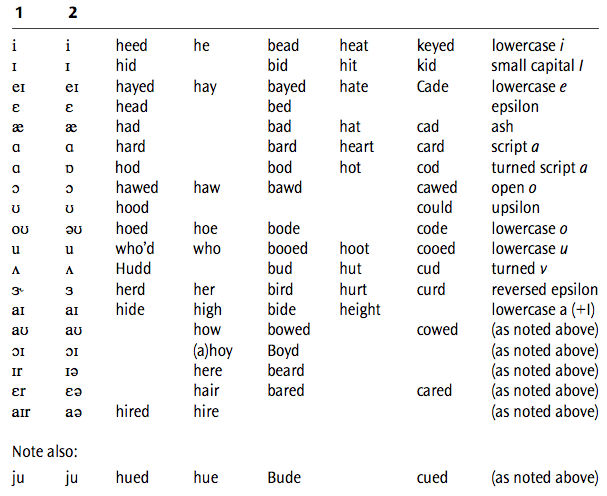 1 2
i i heed he bead heat keyed lowercase i
ɪ ɪ hid bid hit kid small capital I
eɪ eɪ hayed hay bayed hate Cade lowercase e
ɛ ɛ head bed epsilon
æ æ had bad hat cad ash
ɑ ɑ hard bard heart card script a
ɑ ɒ hod bod hot cod turned script a
ɔ ɔ hawed haw bawd cawed open o
ʊ ʊ hood could upsilon
oʊ əʊ hoed hoe bode code lowercase o
u u who'd who booed hoot cooed lowercase u
ʌ ʌ Hudd bud hut cud turned v
ɝ ɜ herd her bird hurt curd reversed epsilon
aɪ aɪ hide high bide height lowercase a (+I)
aʊ aʊ how bowed cowed (as noted above)
ɔɪ ɔɪ (a)hoy Boyd (as noted above)
ɪr ɪə here beard (as noted above)
ɛr ɛə hair bared cared (as noted above)
aɪr aə hired hire (as noted above)
Note also:
ju ju hued hue Bude cued (as noted above)